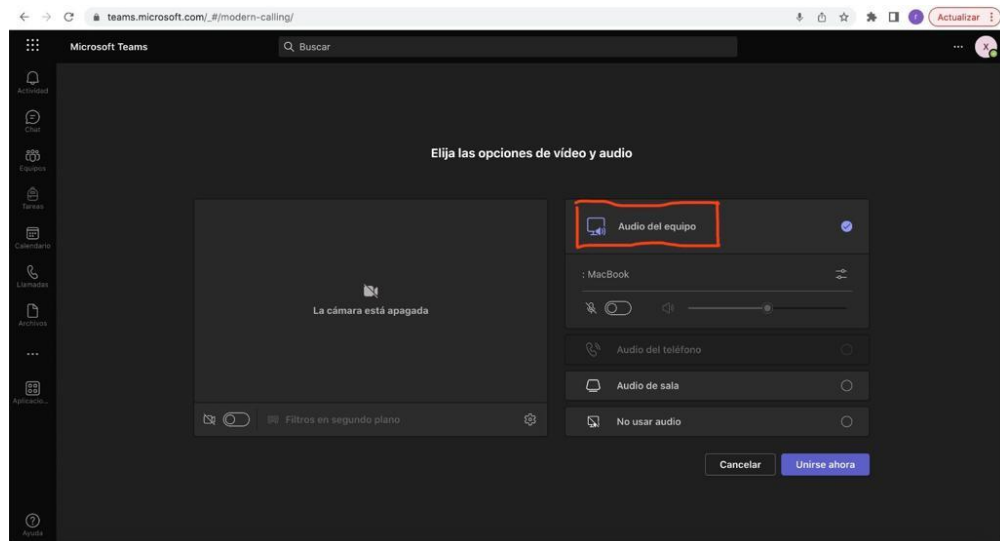 teams.microsoft.com/_#/modern-calling/
r
Actualizar
Microsoft Teams
Buscar
X
Actividad
Chat
Equipos
Tareas
Calendario
Llamadas
Archivos
Aplicacio...
Ayuda
Elija las opciones de vídeo y audio
La cámara está apagada
Filtros en segundo plano
Audio del equipo
: MacBook
Audio del teléfono
Audio de sala
No usar audio
Cancelar
Unirse ahora